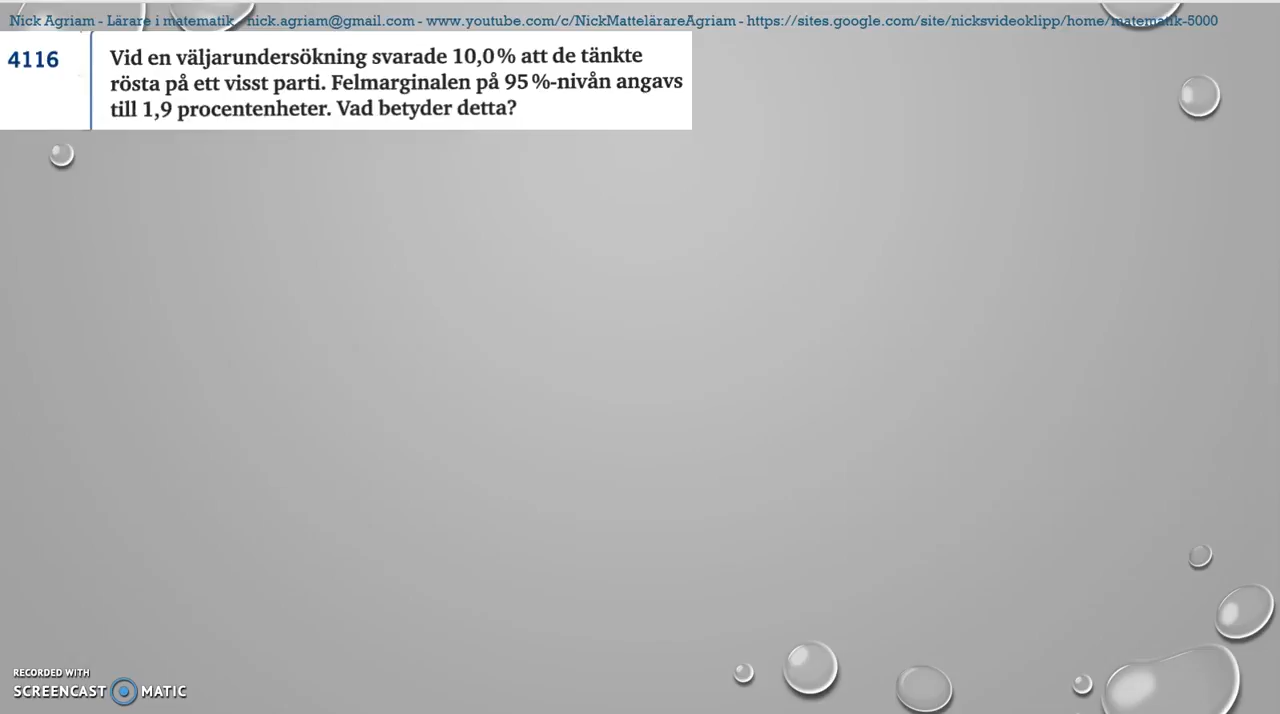 Nick Agriam - Lärare i matematik - nick.agriam@gmail.com - www.youtube.com/c/NickMattelärareAgriam - https://sites.google.com/site/nicksvideoklipp/home/matematik-5000
4116
Vid en väljarundersökning svarade 10,0 % att de tänkte
rösta på ett visst parti. Felmarginalen på 95 %-nivån angavs
till 1,9 procentenheter. Vad betyder detta?
RECORDED WITH
SCREENCAST MATIC